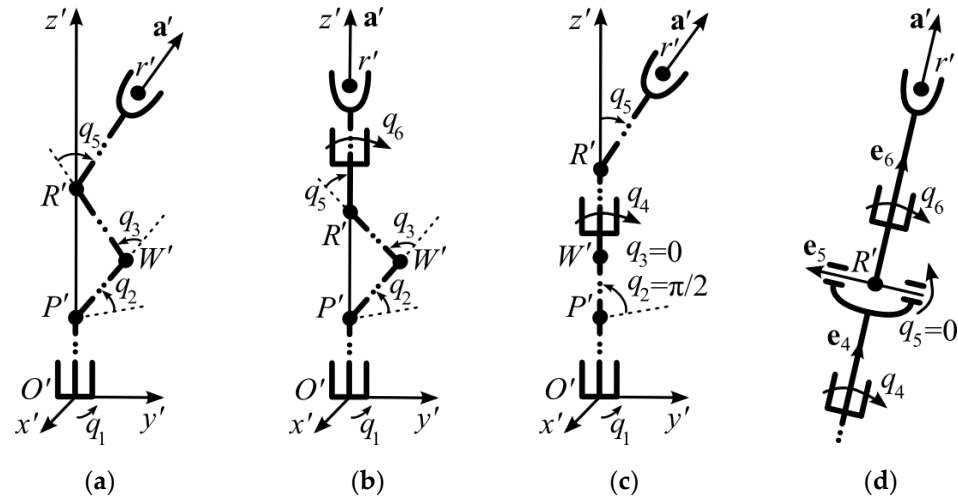 z′ a′
r′
q5
R′
q3
W′
q2
P′
O′
x′ q1 y′
(a)
z′ a′
r′
q6
q5
R′
q3
W′
q2
P′
O′
x′ q1 y′
(b)
z′ a′
r′
q5
R′
q4
W′ q3=0
q2=π/2
P′
O′
x′ q1 y′
(c)
a′
r′
e6
q6
e5 R′
q5=0
e4
q4
(d)